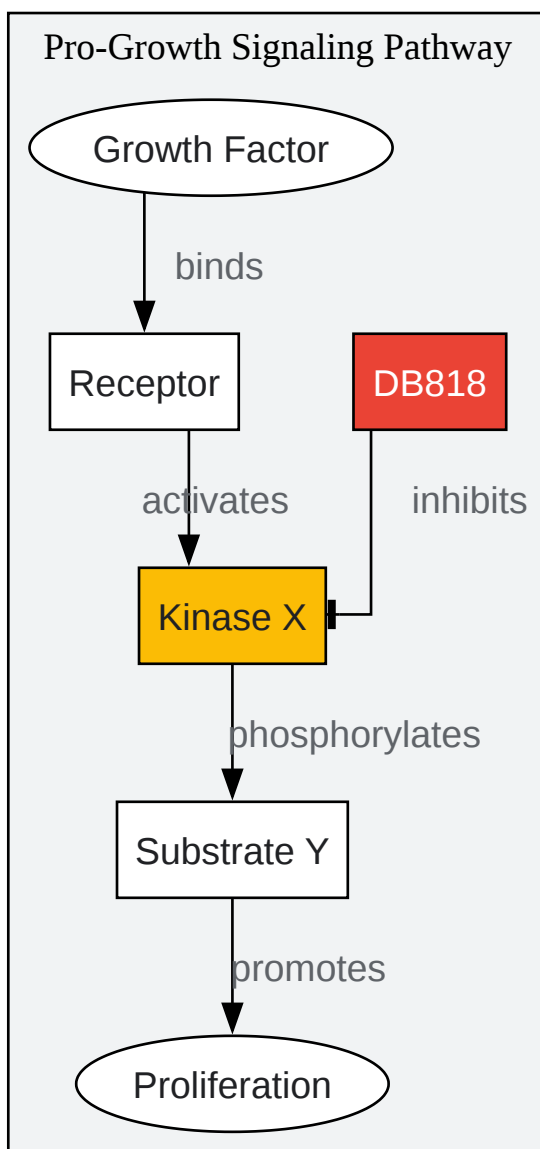 Pro-Growth Signaling Pathway
Growth Factor
binds
Receptor
DB818
activates
inhibits
Kinase X
phosphorylates
Substrate Y
promotes
Proliferation